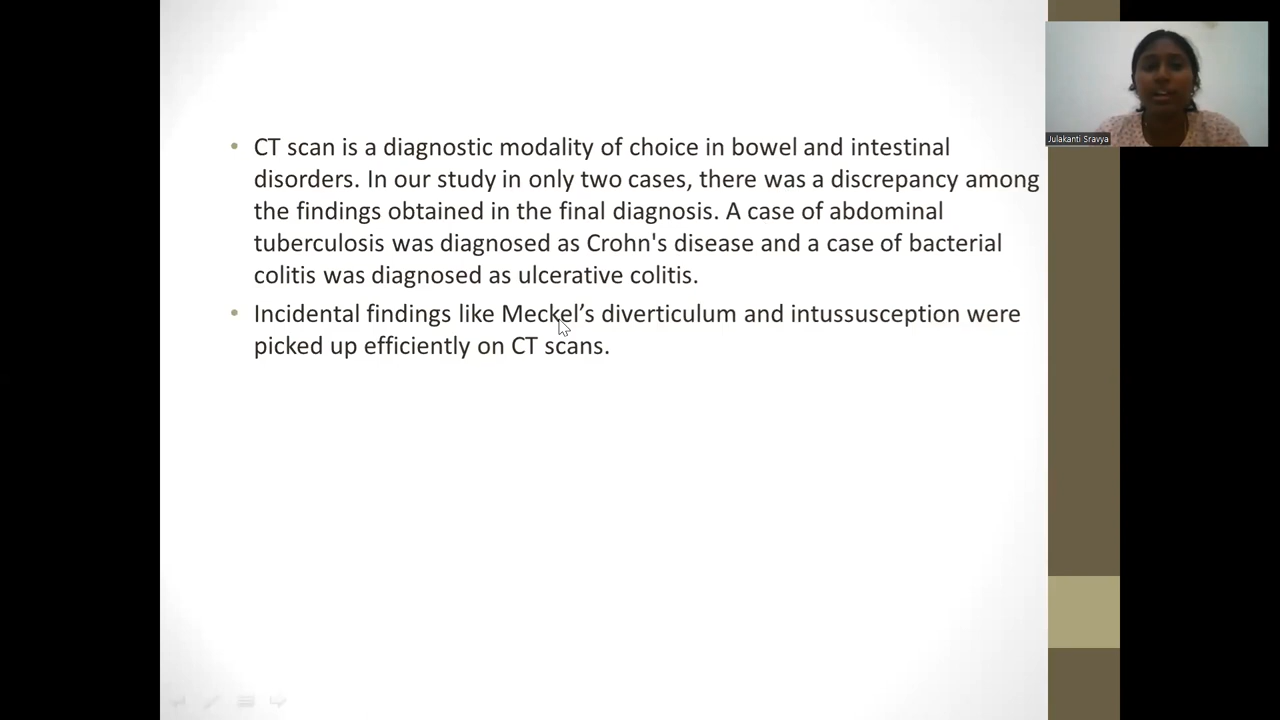 • CT scan is a diagnostic modality of choice in bowel and intestinal
disorders. In our study in only two cases, there was a discrepancy among
the findings obtained in the final diagnosis. A case of abdominal
tuberculosis was diagnosed as Crohn's disease and a case of bacterial
colitis was diagnosed as ulcerative colitis.
• Incidental findings like Meckel’s diverticulum and intussusception were
picked up efficiently on CT scans.
Julakanti Sravya